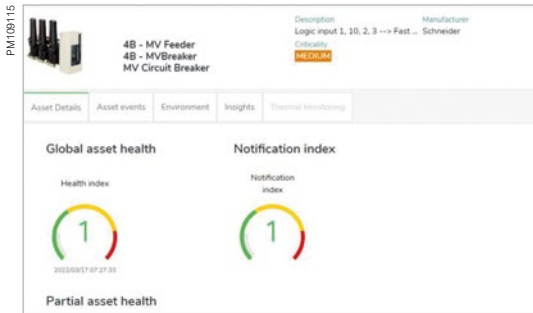 PM109115
Description
Logic input 1, 10, 2, 3 --> Fast ...
Manufacturer
Schneider
Criticality
MEDIUM
4B - MV Feeder
4B - MVBreaker
MV Circuit Breaker
Asset Details
Asset events
Environment
Insights
Thermal Monitoring
Global asset health
Notification index
Health index
Notification
index
1
1
2021/03/17 07:27:03
Partial asset health